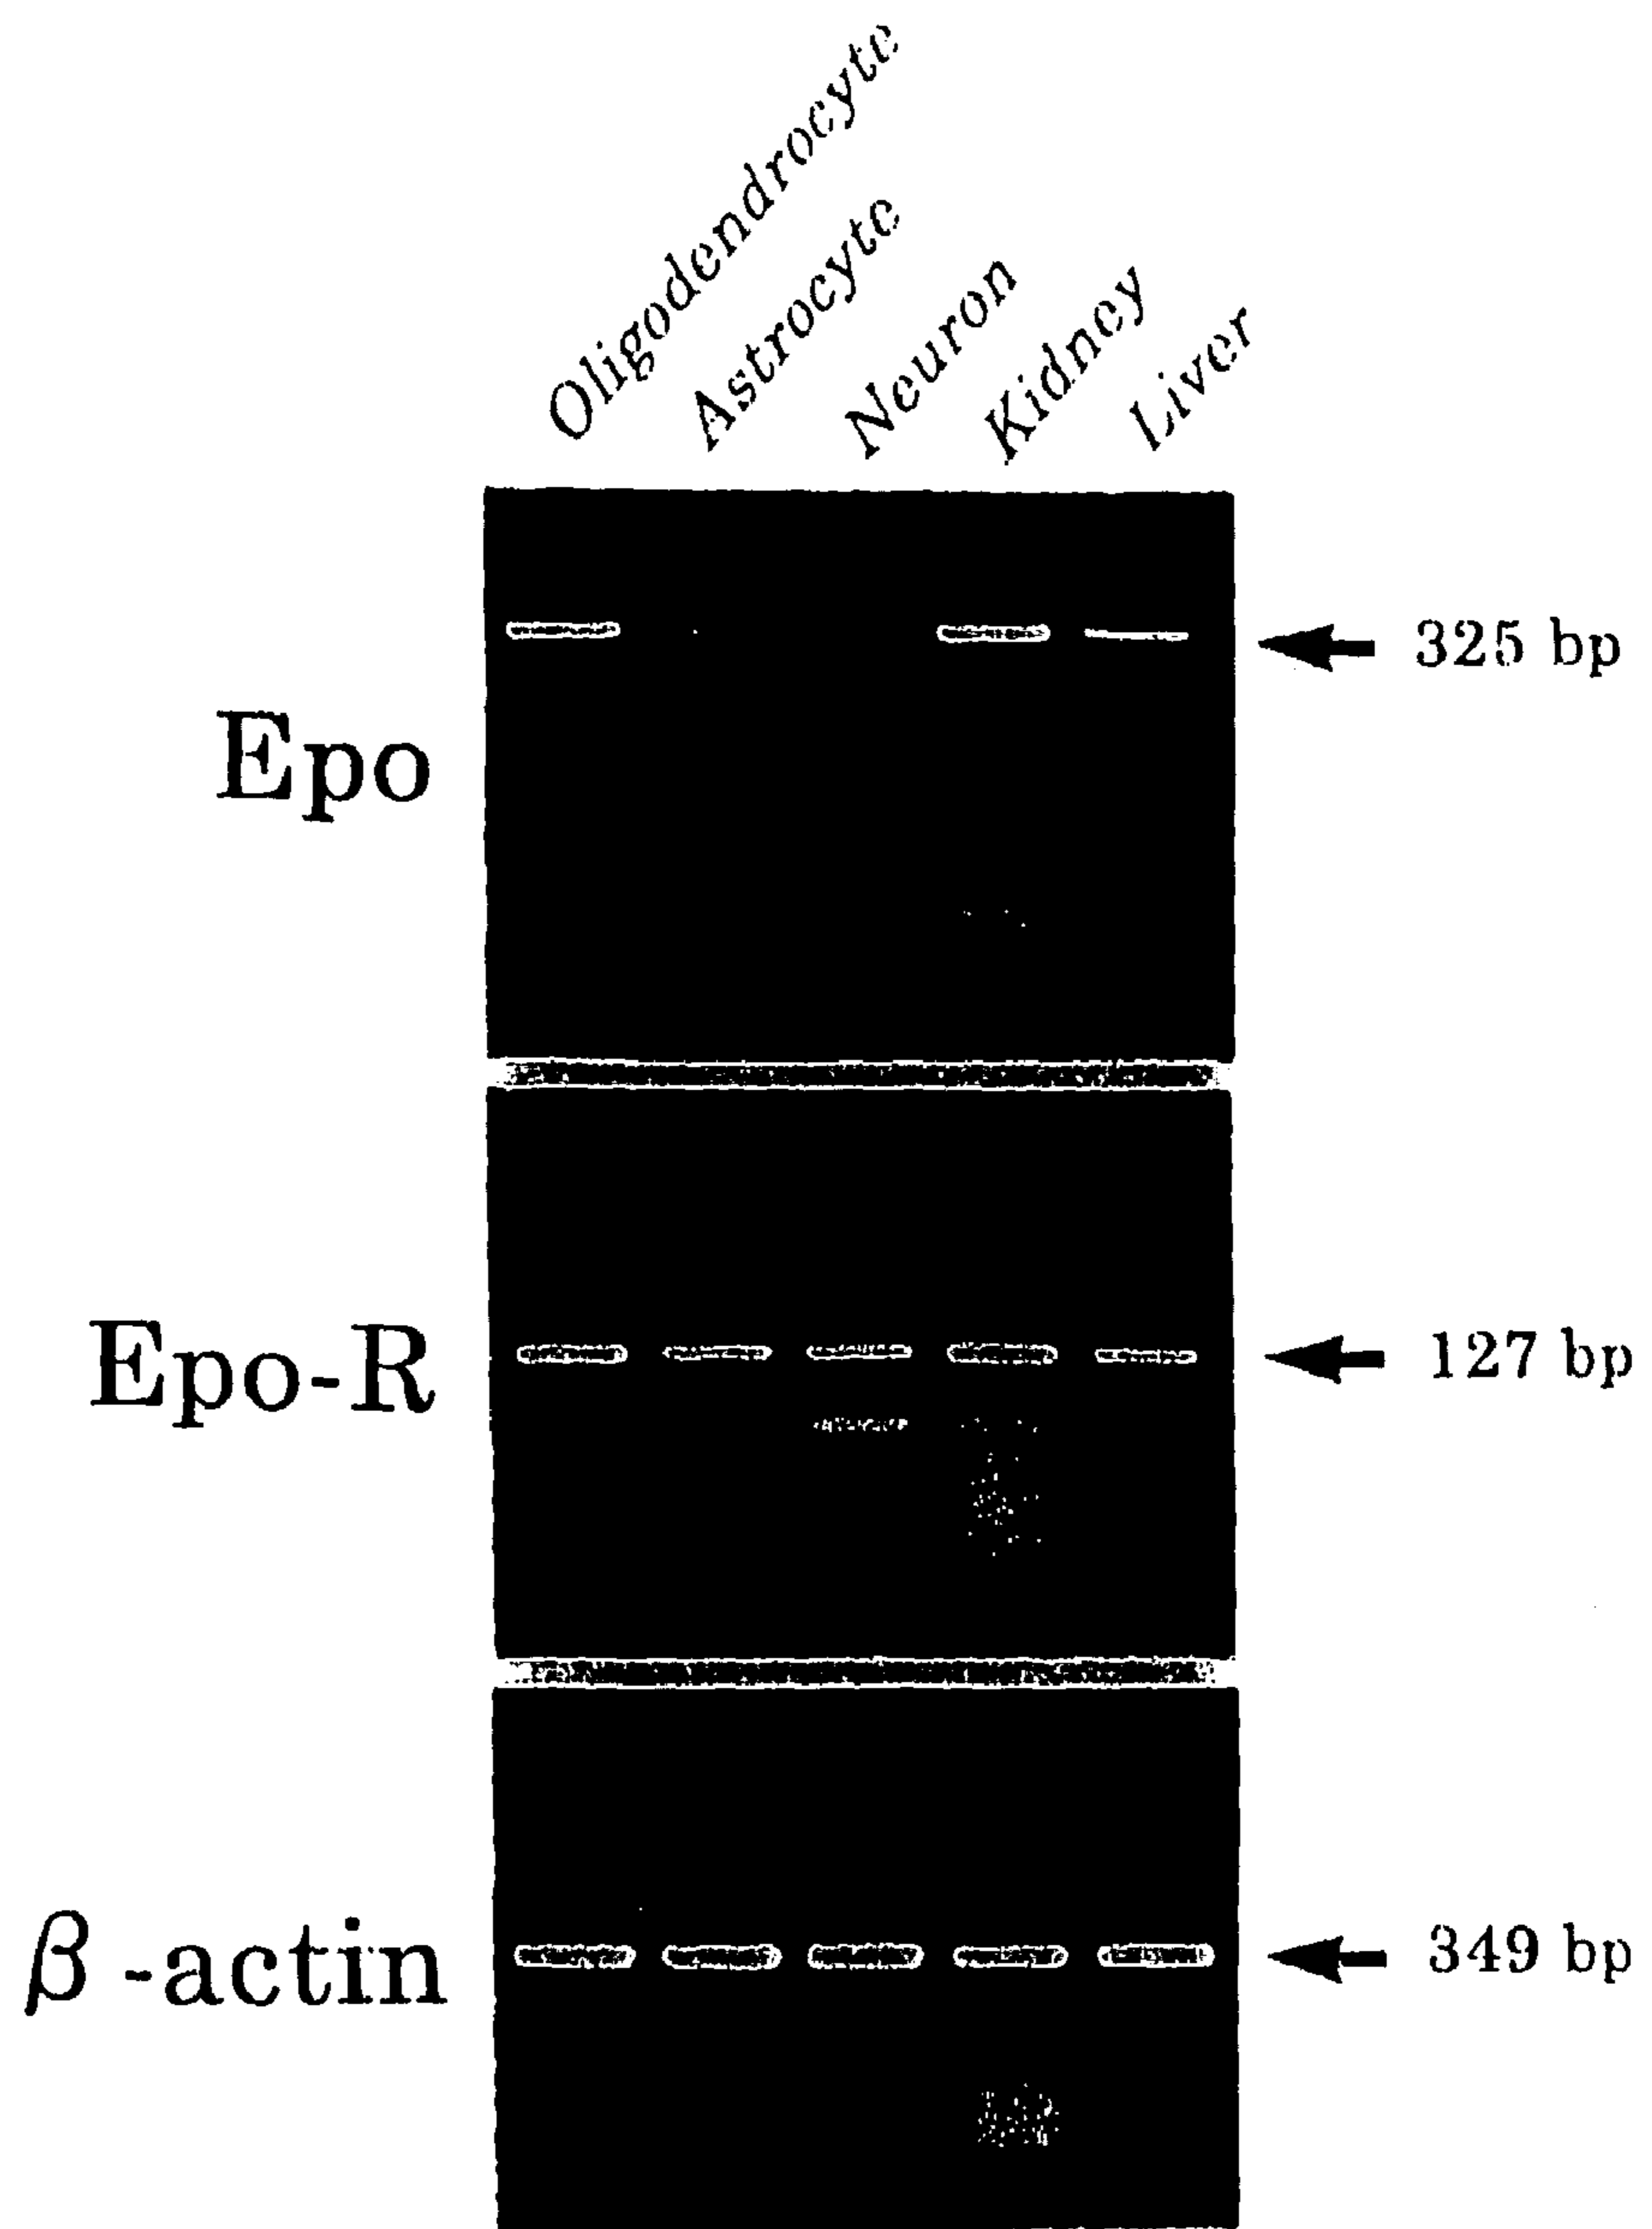 Oligodendrocyte
Astrocyte
Neuron
Kidney
Liver
Epo
325 bp
Epo-R
127 bp
β-actin
349 bp